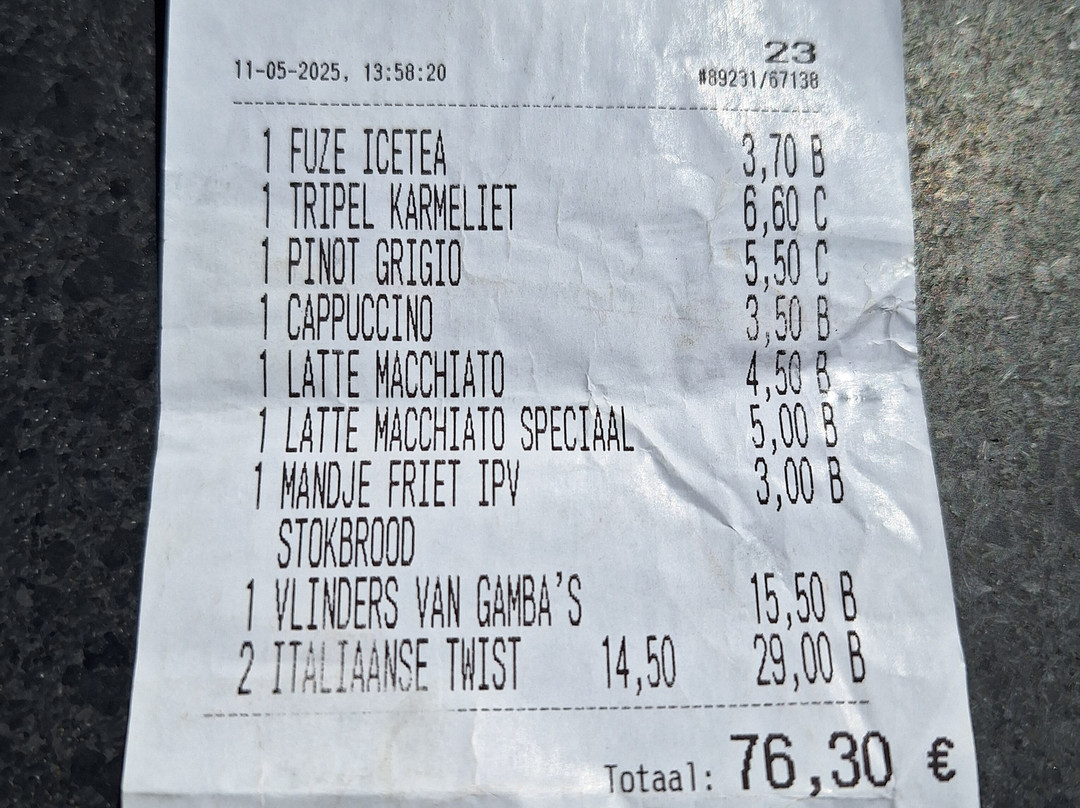 23
11-05-2025, 13:58:20 #89231/67138
1 FUZE ICETEA 3,70 B
1 TRIPEL KARMELIET 6,60 C
1 PINOT GRIGIO 5,50 C
1 CAPPUCCINO 3,50 B
1 LATTE MACCHIATO 4,50 B
1 LATTE MACCHIATO SPECIAAL 5,00 B
1 MANDJE FRIET IPV 3,00 B
STOKBROOD
1 VLINDERS VAN GAMBA'S 15,50 B
2 ITALIAANSE TWIST 14,50 29,00 B
Totaal: 76,30 €